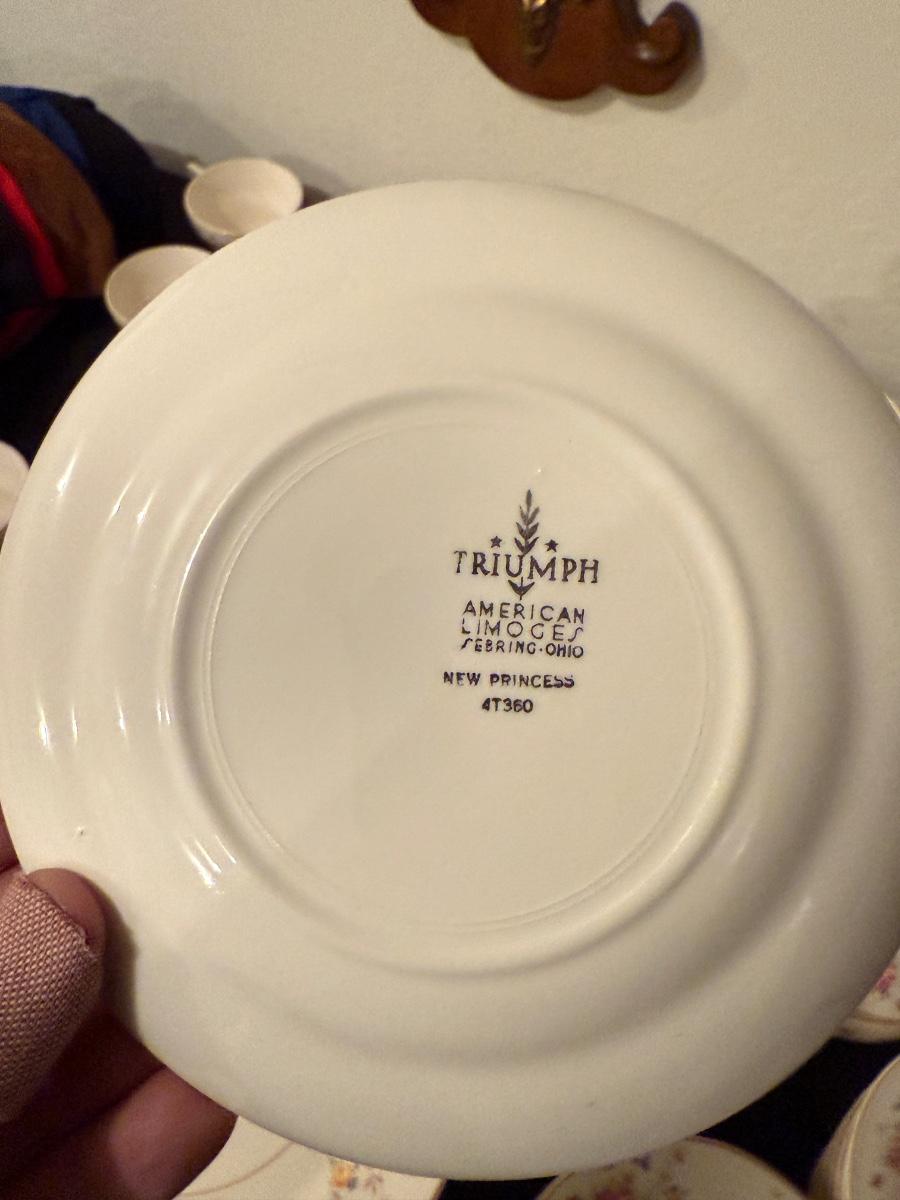 TRIUMPH
AMERICAN
LIMOGES
SEBRING·OHIO
NEW PRINCESS
4T360